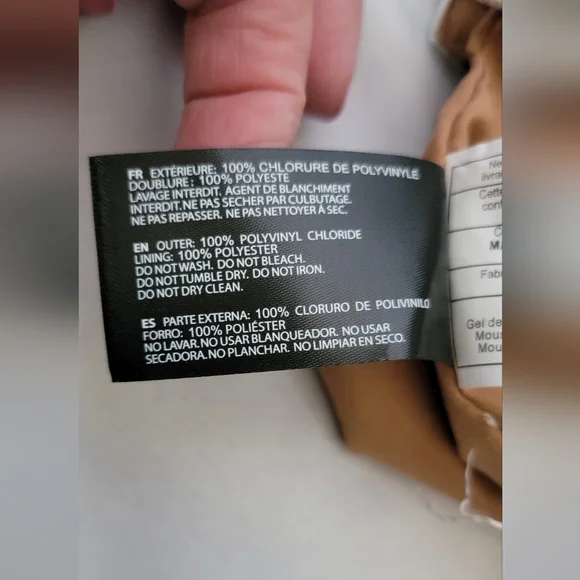 FR EXTÉRIEURE: 100% CHLORURE DE POLYVINYLE
DOUBLURE: 100% POLYESTE
LAVAGE INTERDIT. AGENT DE BLANCHIMENT
INTERDIT. NE PAS SECHER PAR CULBUTAGE.
NE PAS REPASSER. NE PAS NETTOYER À SEC.
EN OUTER: 100% POLYVINYL CHLORIDE
LINING: 100% POLYESTER
DO NOT WASH. DO NOT BLEACH.
DO NOT TUMBLE DRY. DO NOT IRON.
DO NOT DRY CLEAN.
ES PARTE EXTERNA: 100% CLORURO DE POLIVINILO
FORRO: 100% POLIÉSTER
NO LAVAR. NO USAR BLANQUEADOR. NO USAR
SECADORA. NO PLANCHAR. NO LIMPIAR EN SECO.
Cette
Gel de